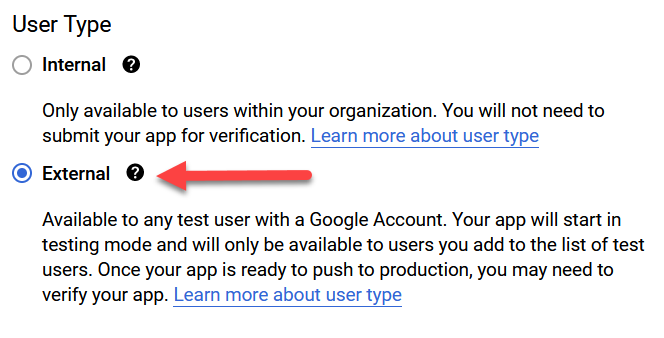 User Type
Internal ?
Only available to users within your organization. You will not need to
submit your app for verification. Learn more about user type
External ?
Available to any test user with a Google Account. Your app will start in
testing mode and will only be available to users you add to the list of test
users. Once your app is ready to push to production, you may need to
verify your app. Learn more about user type